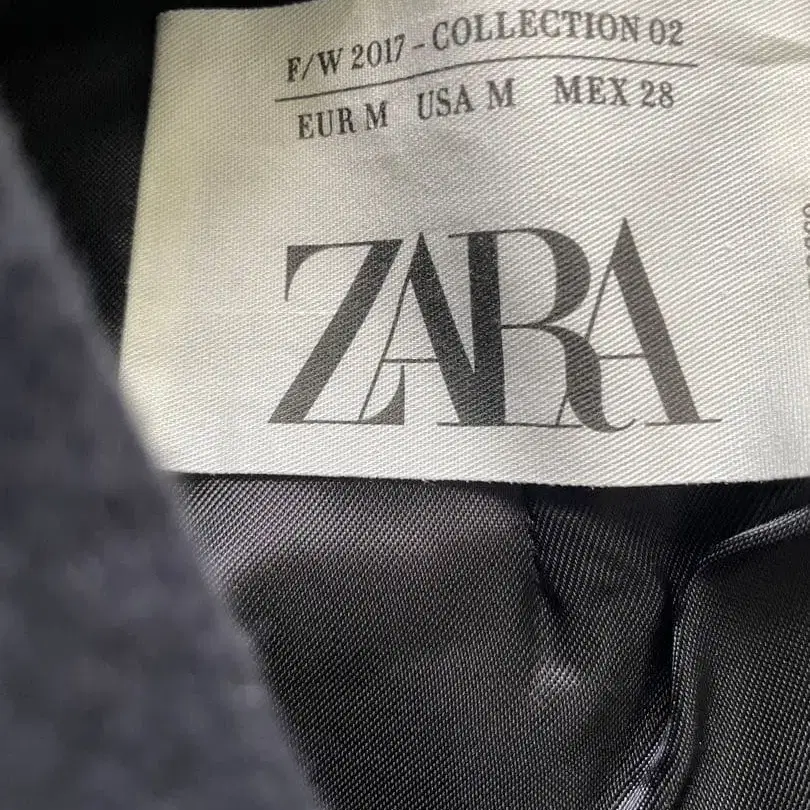 F/W 2017 - COLLECTION 02
EUR M USA M MEX 28
ZARA